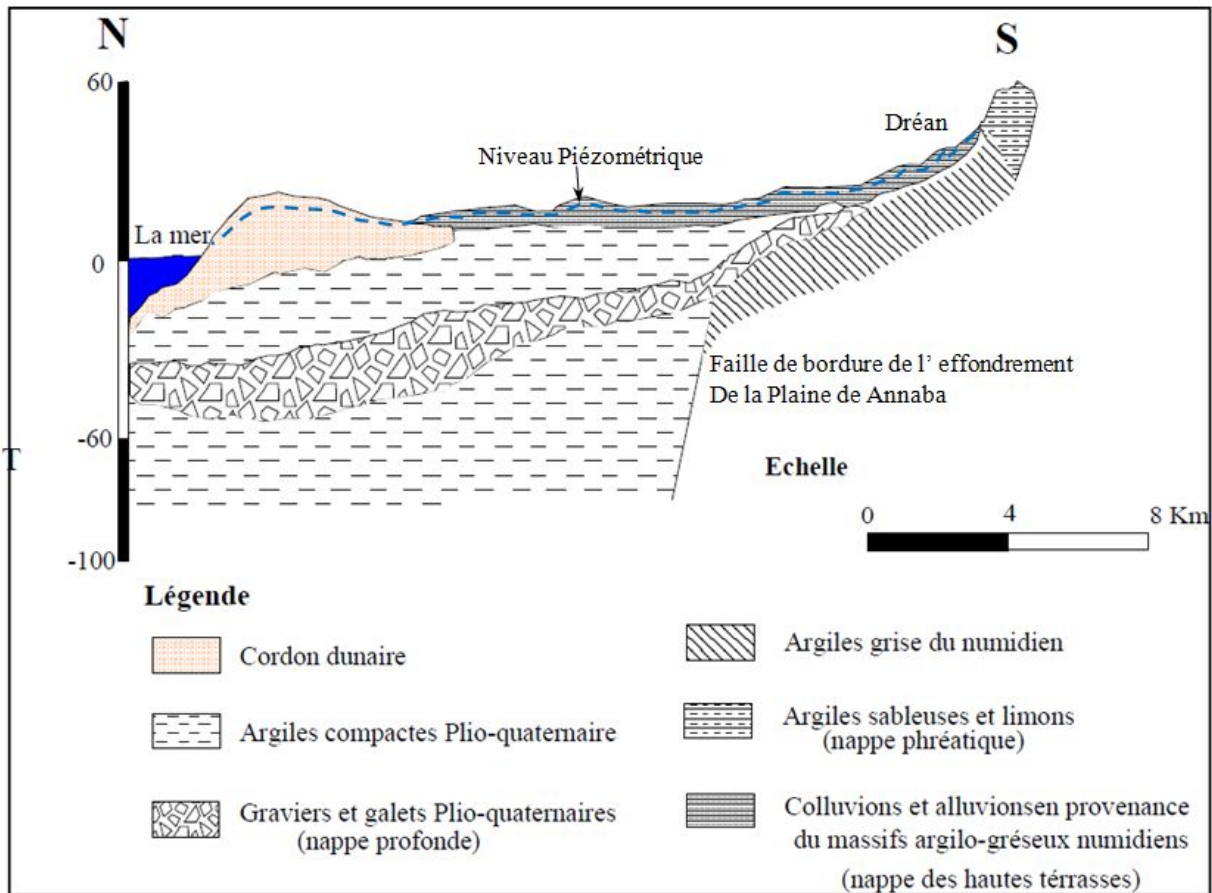 N
S
60
Dréan
Niveau Piézométrique
La mer
0
Faille de bordure de l’ effondrement
De la Plaine de Annaba
-60
T
Echelle
0 4 8 Km
-100
Légende
Cordon dunaire
Argiles grise du numidien
Argiles compactes Plio-quaternaire
Argiles sableuses et limons
(nappe phréatique)
Graviers et galets Plio-quaternaires
(nappe profonde)
Colluvions et alluvionsen provenance
du massifs argilo-gréseux numidiens
(nappe des hautes térrasses)